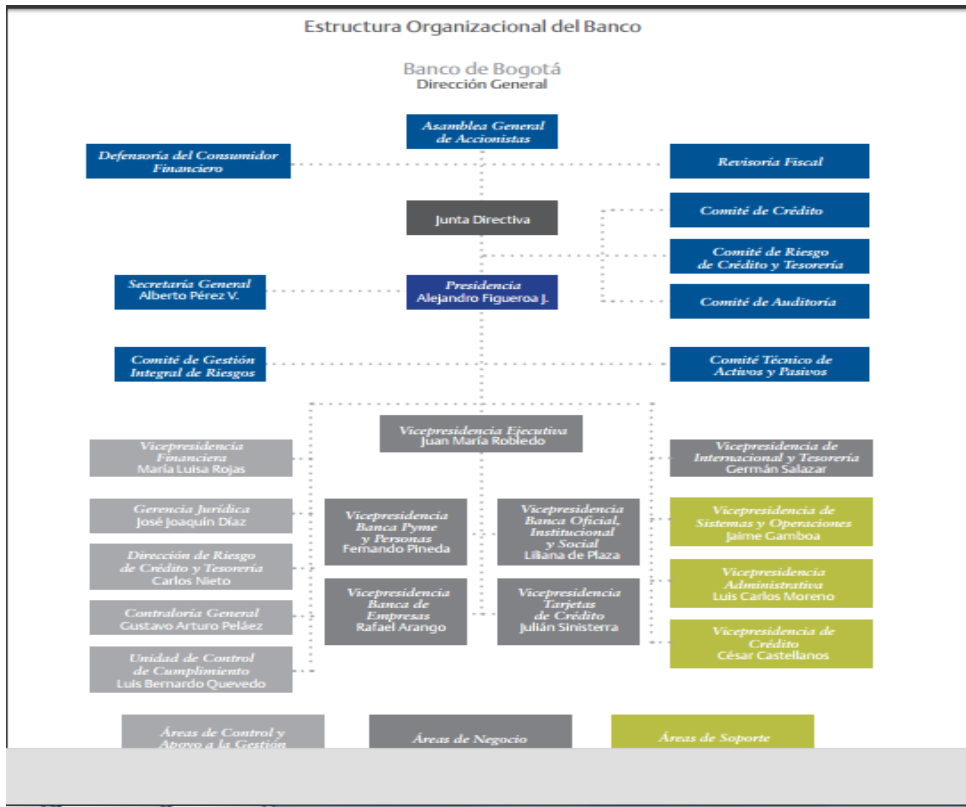 Estructura Organizacional del Banco
Banco de Bogotá
Dirección General
Asamblea General
de Accionistas
Defensoría del Consumidor
Financiero
Revisoría Fiscal
Junta Directiva
Comité de Crédito
Comité de Riesgo
de Crédito y Tesorería
Secretaría General
Alberto Pérez V.
Presidencia
Alejandro Figueroa J.
Comité de Auditoría
Comité de Gestión
Integral de Riesgos
Comité Técnico de
Activos y Pasivos
Vicepresidencia Ejecutiva
Juan María Robledo
Vicepresidencia
Financiera
María Luisa Rojas
Vicepresidencia de
Internacional y Tesorería
Germán Salazar
Gerencia Jurídica
José Joaquín Díaz
Vicepresidencia
Banca Pyme
y Personas
Fernando Pineda
Vicepresidencia
Banca Oficial,
Institucional
y Social
Liliana de Plaza
Vicepresidencia de
Sistemas y Operaciones
Jaime Gamboa
Dirección de Riesgo
de Crédito y Tesorería
Carlos Nieto
Vicepresidencia
Administrativa
Luis Carlos Moreno
Contraloría General
Gustavo Arturo Peláez
Vicepresidencia
Banca de
Empresas
Rafael Arango
Vicepresidencia
Tarjetas
de Crédito
Julián Sinisterra
Vicepresidencia de
Crédito
César Castellanos
Unidad de Control
de Cumplimiento
Luis Bernardo Quevedo
Áreas de Control y
Apoyo a la Gestión
Áreas de Negocio
Áreas de Soporte